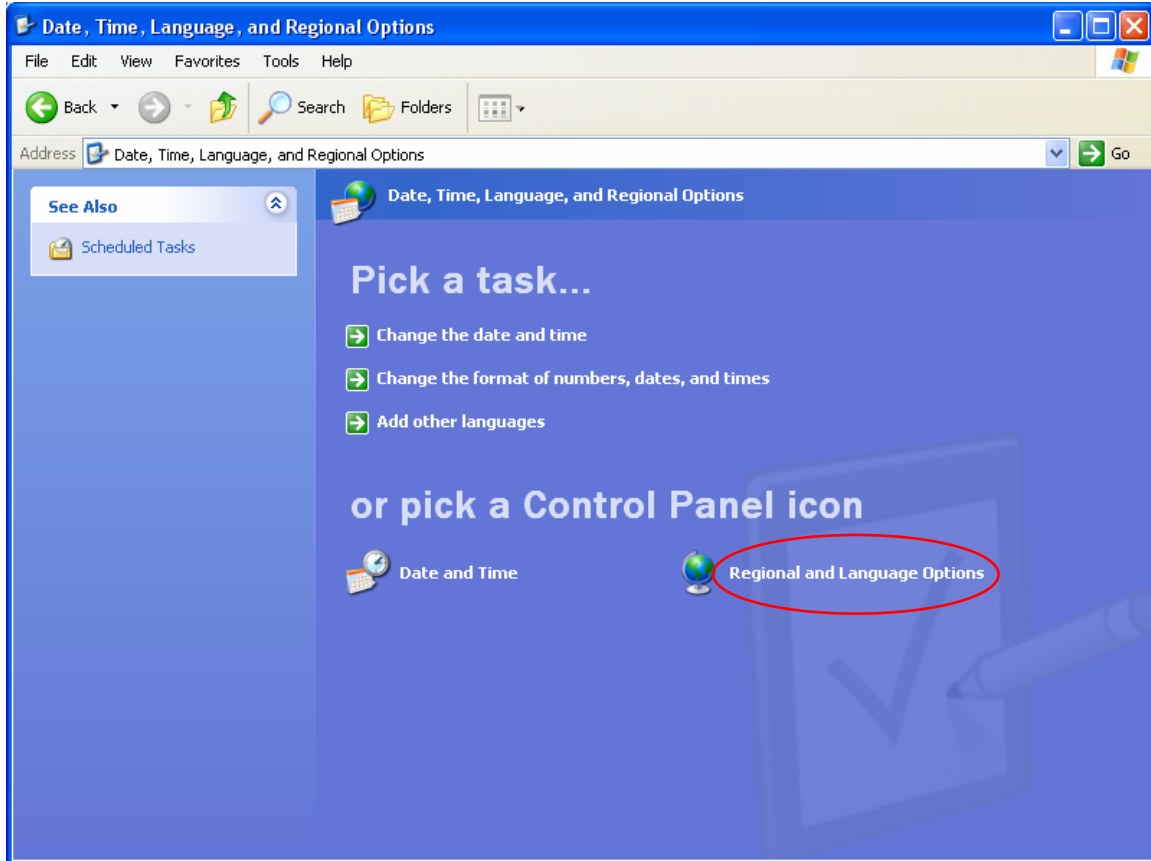 Date, Time, Language, and Regional Options
File Edit View Favorites Tools Help
Back Search Folders
Address Date, Time, Language, and Regional Options Go
See Also
Scheduled Tasks
Date, Time, Language, and Regional Options
Pick a task...
Change the date and time
Change the format of numbers, dates, and times
Add other languages
or pick a Control Panel icon
Date and Time Regional and Language Options